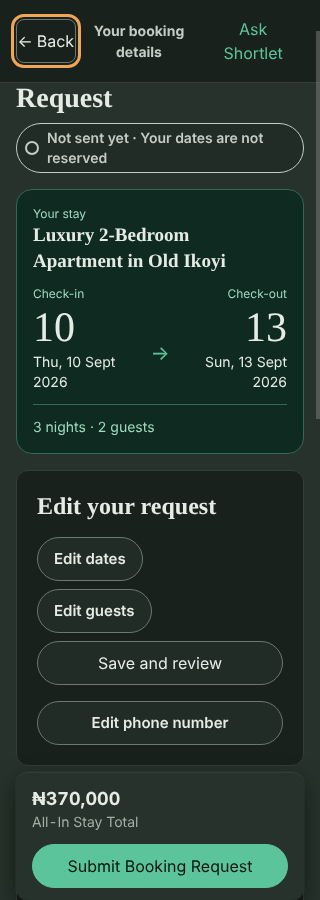 ← Back
Your booking
details
Ask
Shortlet
Request
Not sent yet · Your dates are not
reserved
Your stay
Luxury 2-Bedroom
Apartment in Old Ikoyi
Check-in
Check-out
10
13
Thu, 10 Sept
2026
→
Sun, 13 Sept
2026
3 nights · 2 guests
Edit your request
Edit dates
Edit guests
Save and review
Edit phone number
₦370,000
All-In Stay Total
Submit Booking Request